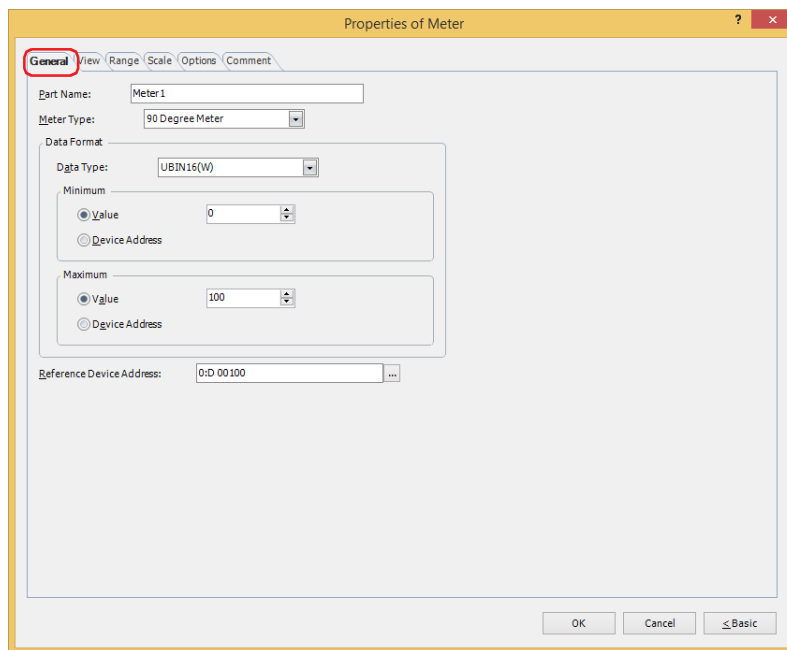 Properties of Meter
?
General View Range Scale Options Comment
Part Name: Meter1
Meter Type: 90 Degree Meter
Data Format
Data Type: UBIN16(W)
Minimum
Value 0
Device Address
Maximum
Value 100
Device Address
Reference Device Address: 0:D 00100 ...
OK Cancel < Basic